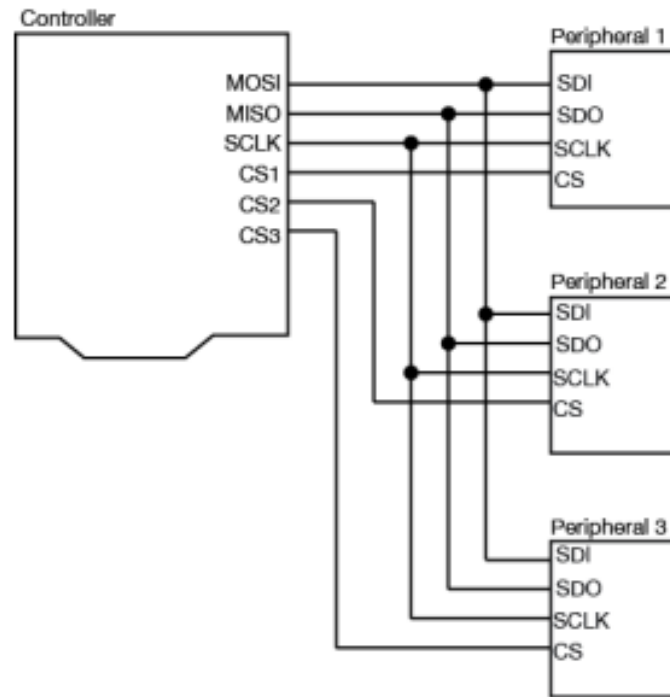 Controller
MOSI
MISO
SCLK
CS1
CS2
CS3
Peripheral 1
SDI
SDO
SCLK
CS
Peripheral 2
SDI
SDO
SCLK
CS
Peripheral 3
SDI
SDO
SCLK
CS